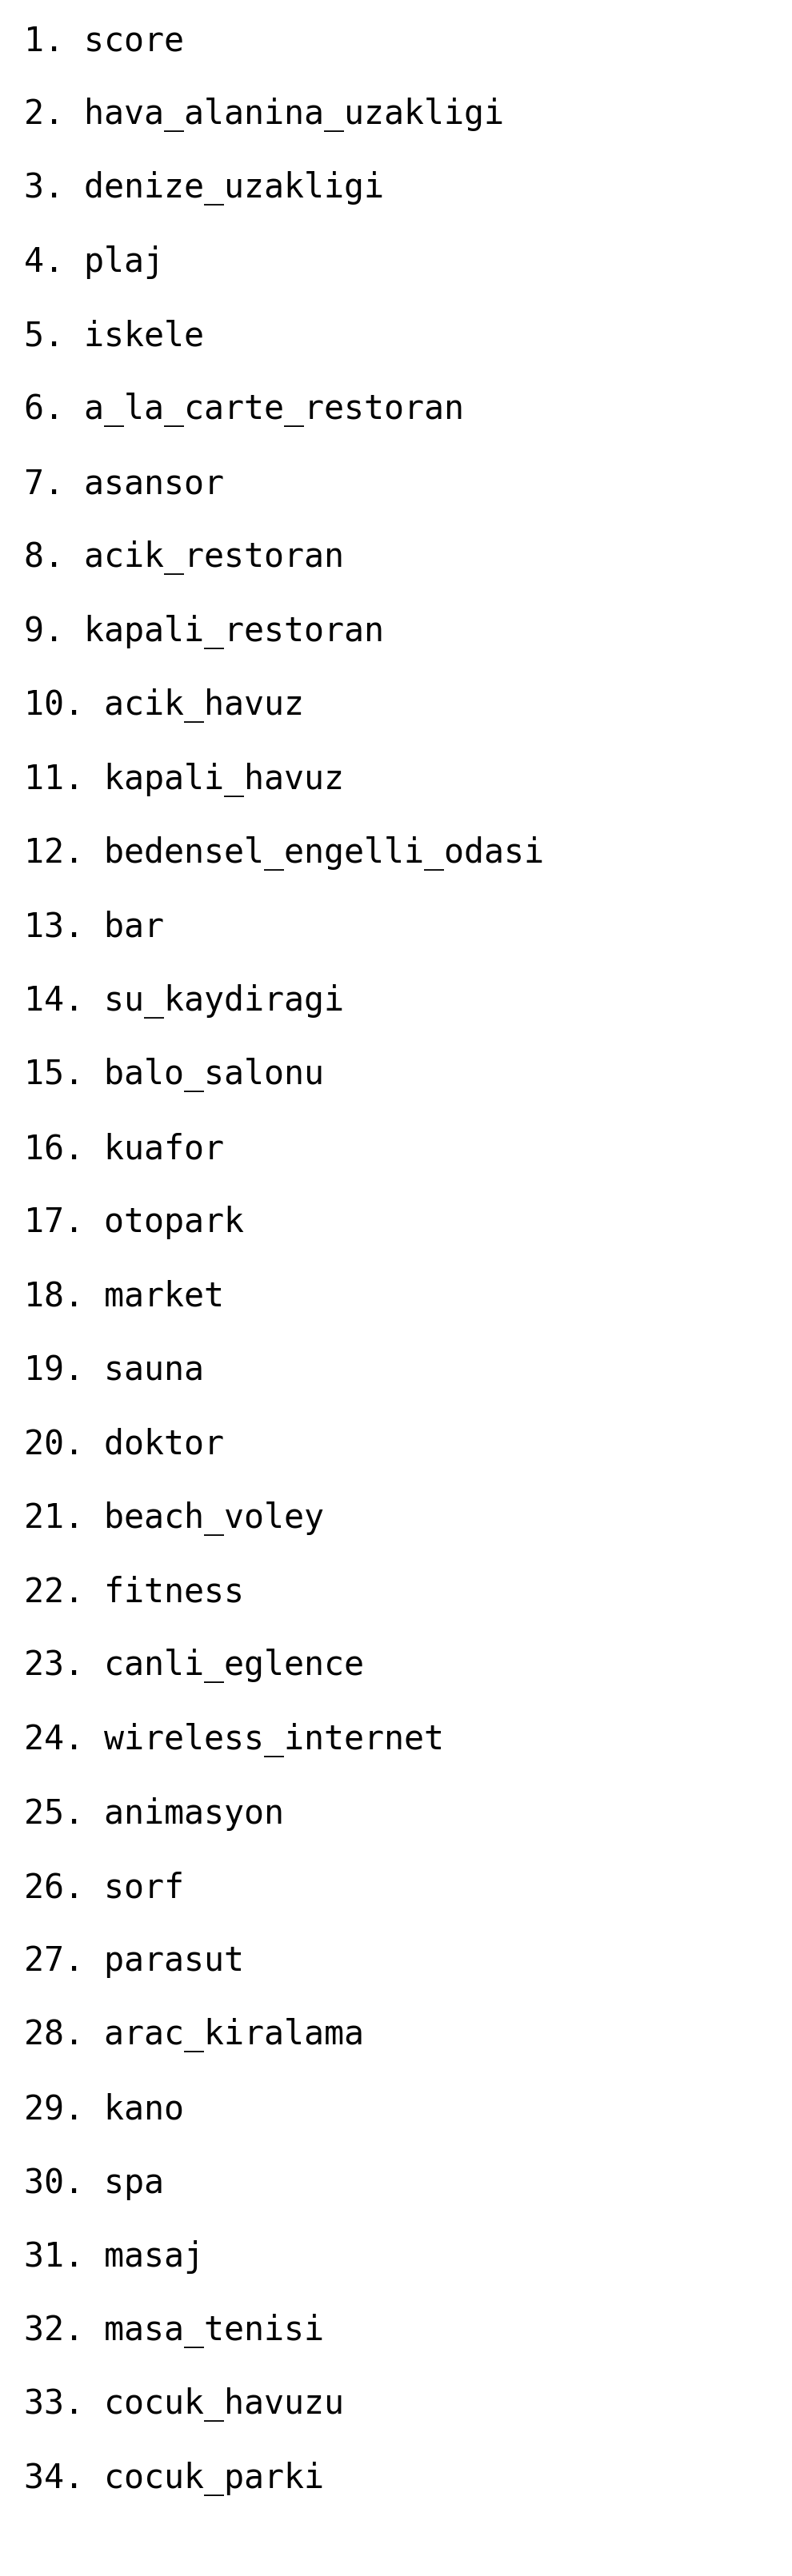 1. score
2. hava_alanina_uzakligi
3. denize_uzakligi
4. plaj
5. iskele
6. a_la_carte_restoran
7. asansor
8. acik_restoran
9. kapali_restoran
10. acik_havuz
11. kapali_havuz
12. bedensel_engelli_odasi
13. bar
14. su_kaydiragi
15. balo_salonu
16. kuafor
17. otopark
18. market
19. sauna
20. doktor
21. beach_voley
22. fitness
23. canli_eglence
24. wireless_internet
25. animasyon
26. sorf
27. parasut
28. arac_kiralama
29. kano
30. spa
31. masaj
32. masa_tenisi
33. cocuk_havuzu
34. cocuk_parki